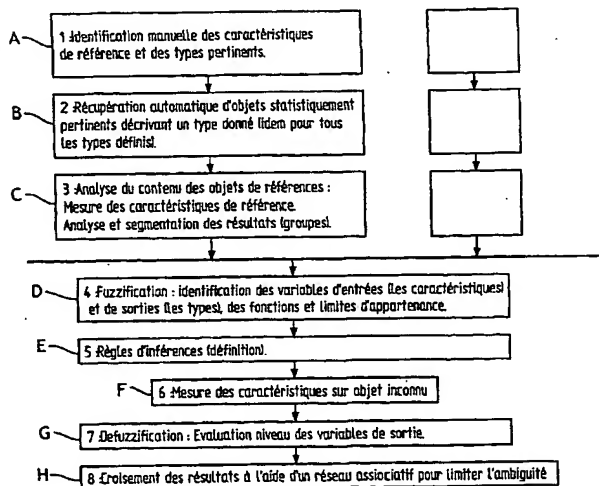 A
1 Identification manuelle des caractéristiques
de référence et des types pertinents.
B
2 Récupération automatique d'objets statistiquement
pertinents décrivant un type donné (idem pour tous
les types définis).
C
3 Analyse du contenu des objets de références :
Mesure des caractéristiques de référence.
Analyse et segmentation des résultats (groupes).
D
4 Fuzzification : identification des variables d'entrées (les caractéristiques)
et de sorties (les types), des fonctions et limites d'appartenance.
E
5 Règles d'inférences (définition).
F
6 Mesure des caractéristiques sur objet inconnu
G
7 Defuzzification : Evaluation niveau des variables de sortie.
H
8 Croisement des résultats à l'aide d'un réseau assiociatif pour limiter l'ambiguité